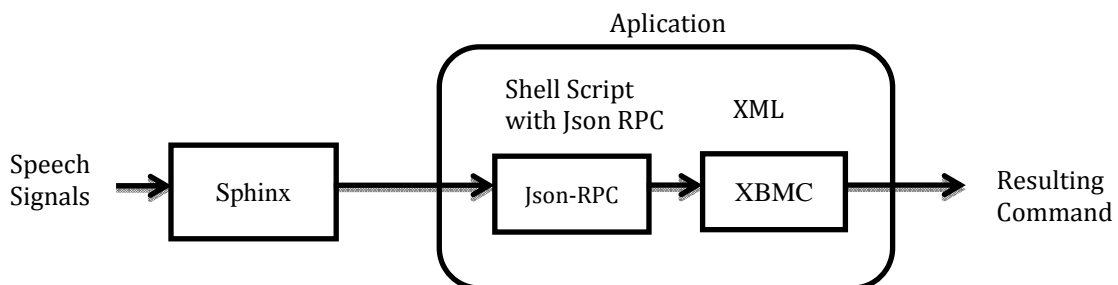 Aplication
Shell Script
with Json RPC
XML
Speech
Signals
Sphinx
Json-RPC
XBMC
Resulting
Command